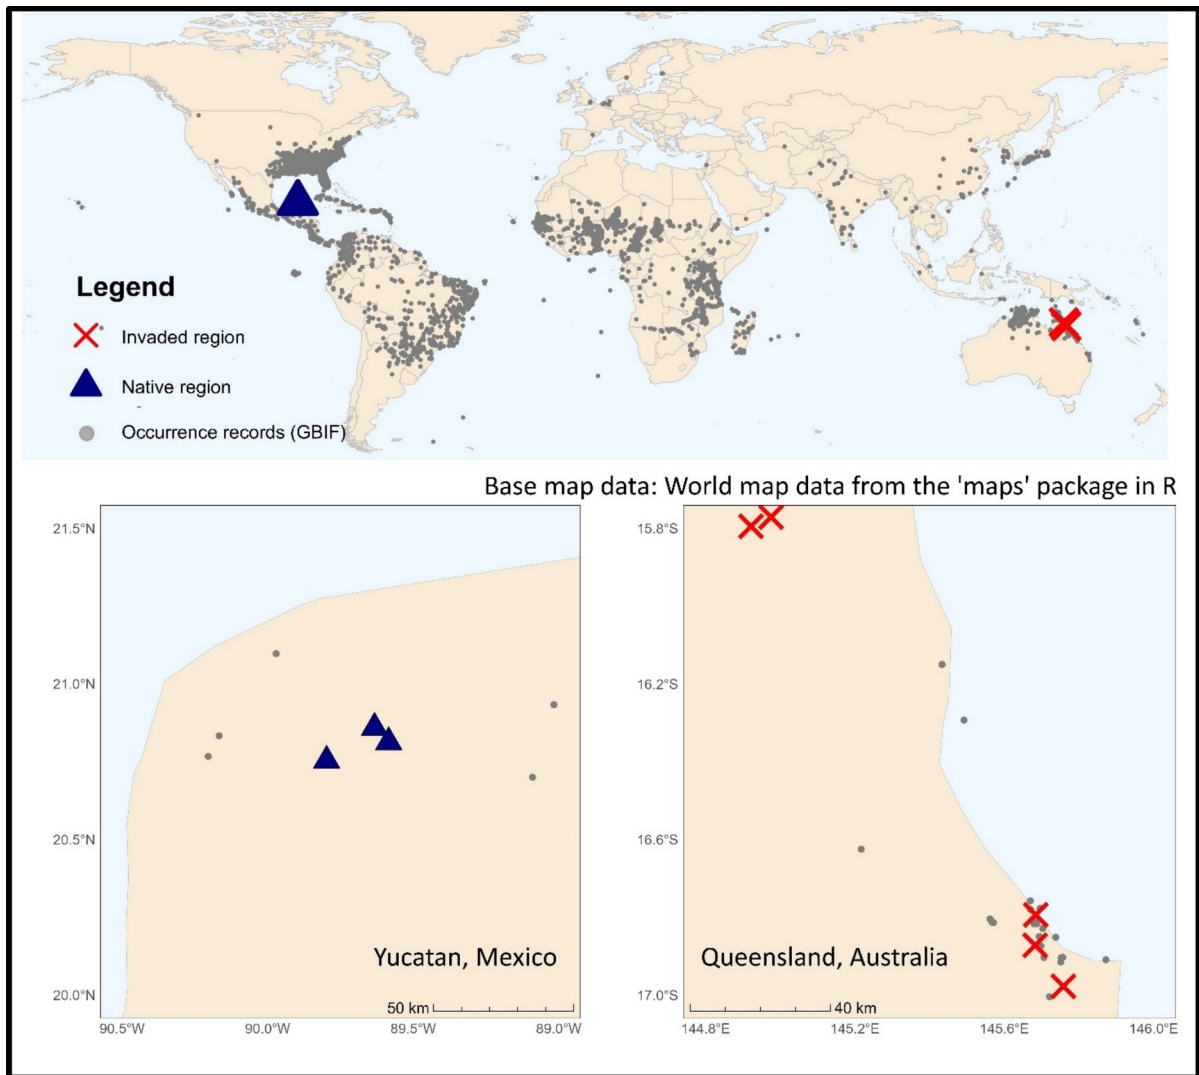 Legend
Invaded region
Native region
Occurrence records (GBIF)
Base map data: World map data from the 'maps' package in R
21.5°N
21.0°N
20.5°N
20.0°N
Yucatan, Mexico
50 km
90.5°W 90.0°W 89.5°W 89.0°W
15.8°S
16.2°S
16.6°S
17.0°S
Queensland, Australia
40 km
144.8°E 145.2°E 145.6°E 146.0°E